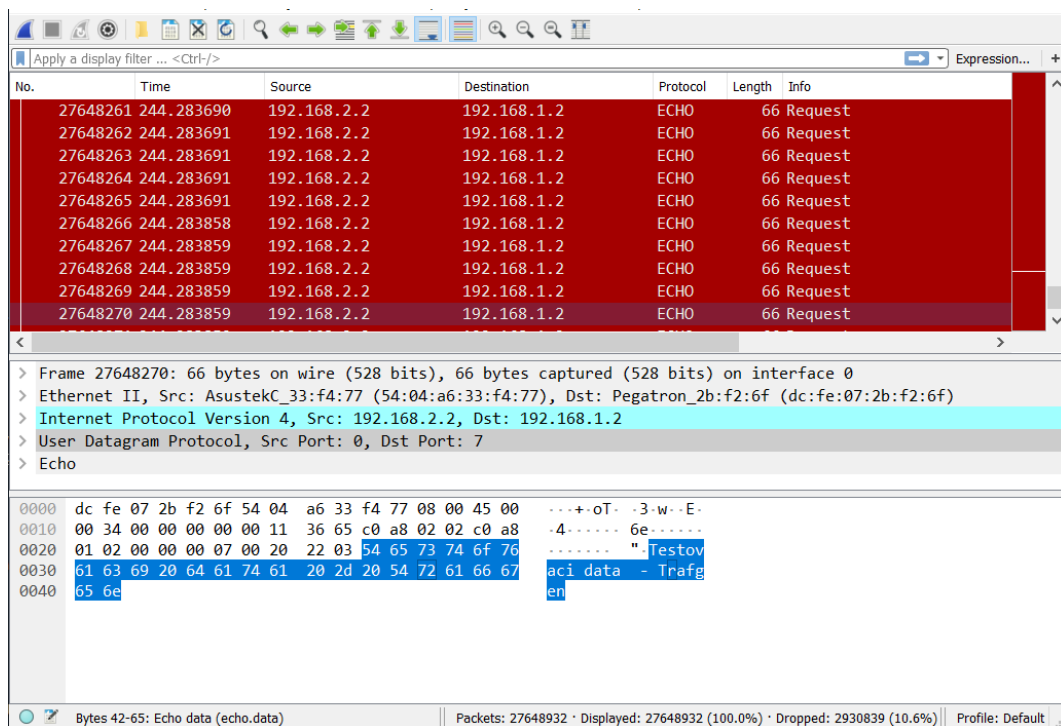 Apply a display filter ... <Ctrl-/> Expression... +
No. Time Source Destination Protocol Length Info
27648261 244.283690 192.168.2.2 192.168.1.2 ECHO 66 Request
27648262 244.283691 192.168.2.2 192.168.1.2 ECHO 66 Request
27648263 244.283691 192.168.2.2 192.168.1.2 ECHO 66 Request
27648264 244.283691 192.168.2.2 192.168.1.2 ECHO 66 Request
27648265 244.283691 192.168.2.2 192.168.1.2 ECHO 66 Request
27648266 244.283858 192.168.2.2 192.168.1.2 ECHO 66 Request
27648267 244.283859 192.168.2.2 192.168.1.2 ECHO 66 Request
27648268 244.283859 192.168.2.2 192.168.1.2 ECHO 66 Request
27648269 244.283859 192.168.2.2 192.168.1.2 ECHO 66 Request
27648270 244.283859 192.168.2.2 192.168.1.2 ECHO 66 Request
> Frame 27648270: 66 bytes on wire (528 bits), 66 bytes captured (528 bits) on interface 0
> Ethernet II, Src: AsustekC_33:f4:77 (54:04:a6:33:f4:77), Dst: Pegatron_2b:f2:6f (dc:fe:07:2b:f2:6f)
> Internet Protocol Version 4, Src: 192.168.2.2, Dst: 192.168.1.2
> User Datagram Protocol, Src Port: 0, Dst Port: 7
> Echo
0000 dc fe 07 2b f2 6f 54 04 a6 33 f4 77 08 00 45 00 ···+·oT· ·3·w··E·
0010 00 34 00 00 00 00 00 11 36 65 c0 a8 02 02 c0 a8 ·4······ 6e······
0020 01 02 00 00 00 07 00 20 22 03 54 65 73 74 6f 76 ······· "·Testov
0030 61 63 69 20 64 61 74 61 20 2d 20 54 72 61 66 67 aci data - Trafg
0040 65 6e en
Bytes 42-65: Echo data (echo.data) Packets: 27648932 · Displayed: 27648932 (100.0%) · Dropped: 2930839 (10.6%) Profile: Default